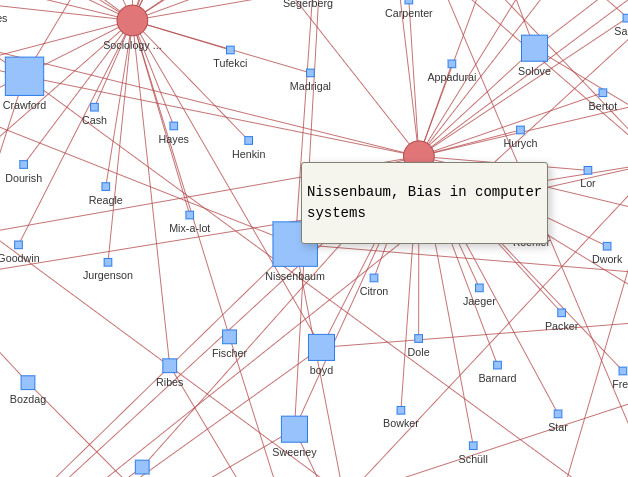 es
Segerberg
Carpenter
Sa
Sociology ...
Tufekci
Solove
Appadurai
Madrigal
Bertot
Crawford
Cash
Hayes
Henkin
Hurych
Dourish
Lor
Reagle
Nissenbaum, Bias in computer
systems
Mix-a-lot
Goodwin
Dwork
Jurgenson
Nissenbaum
Citron
Jaeger
Packer
Fischer
Dole
boyd
Ribes
Barnard
Fre
Bozdag
Bowker
Star
Sweeney
Schüll